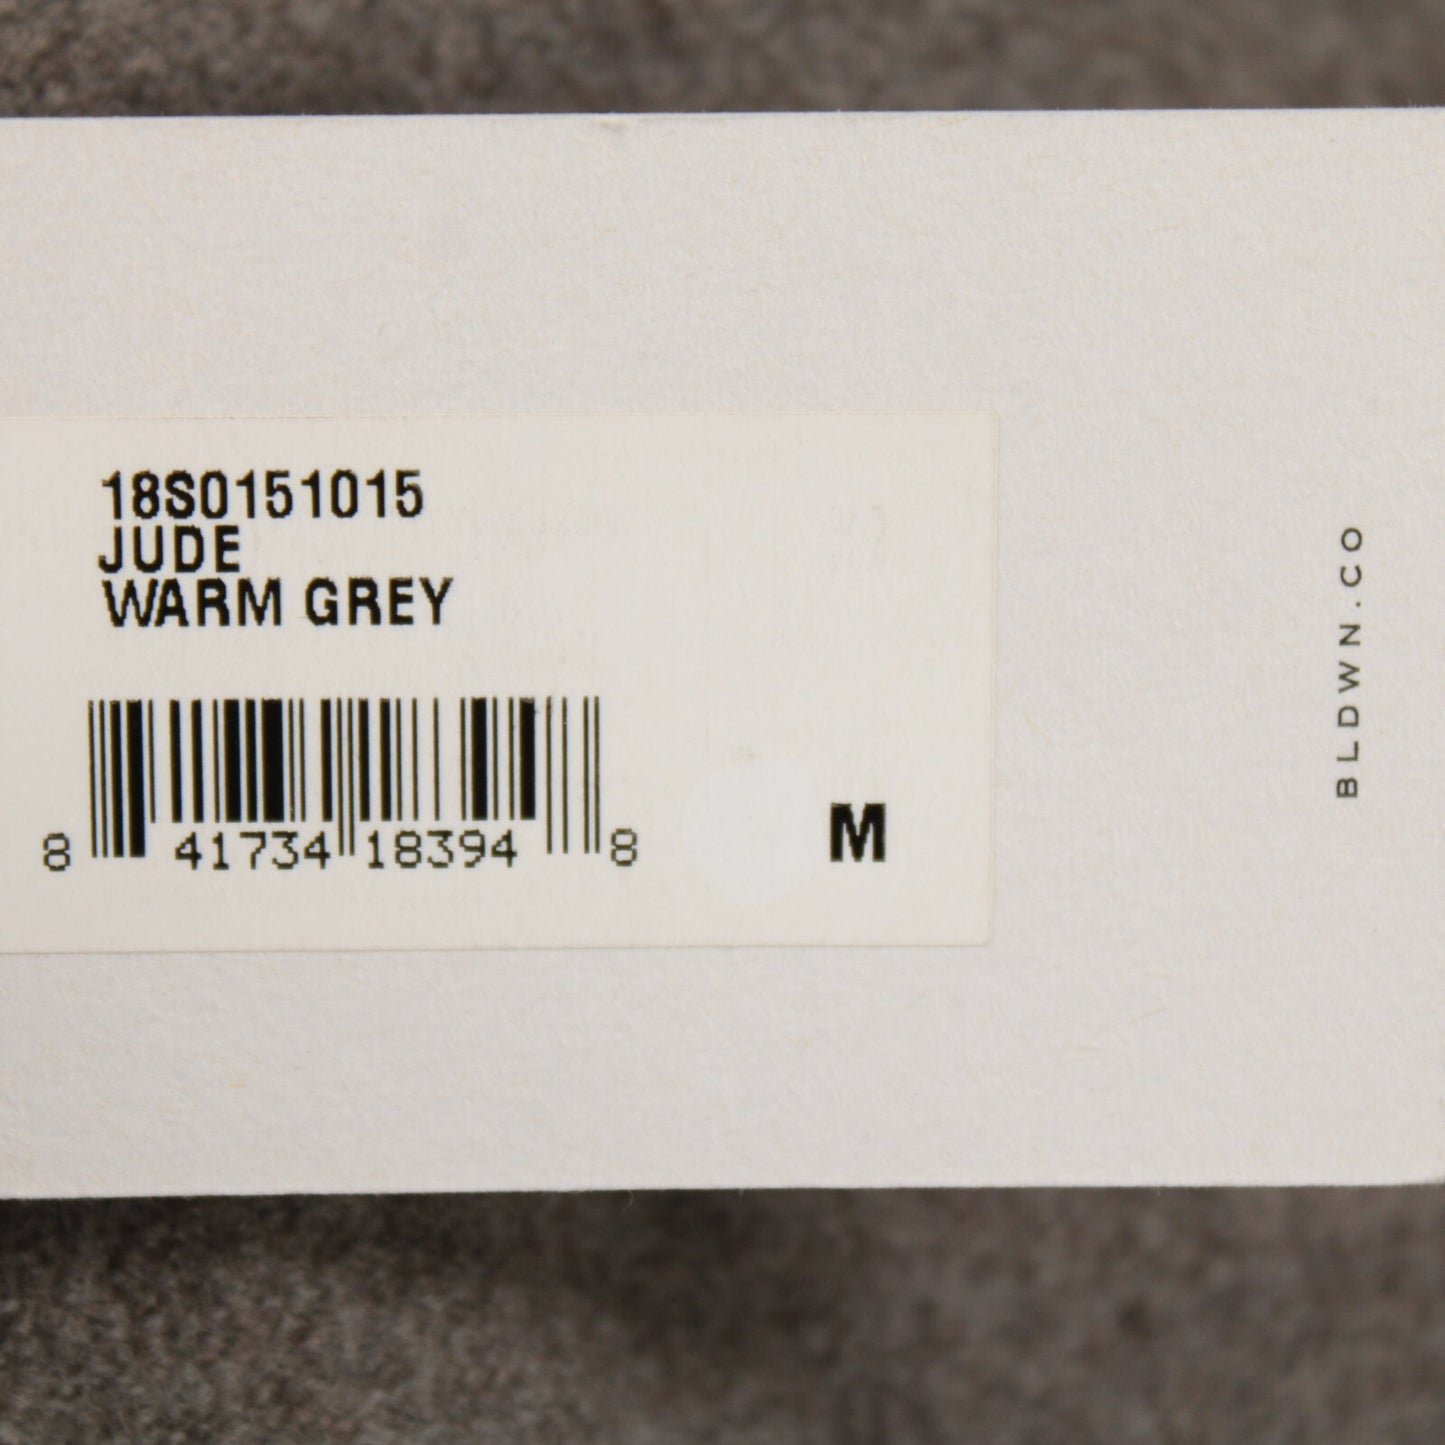 18S0151015
JUDE
WARM GREY
8 41734 18394 8
M
BLDWN.CO